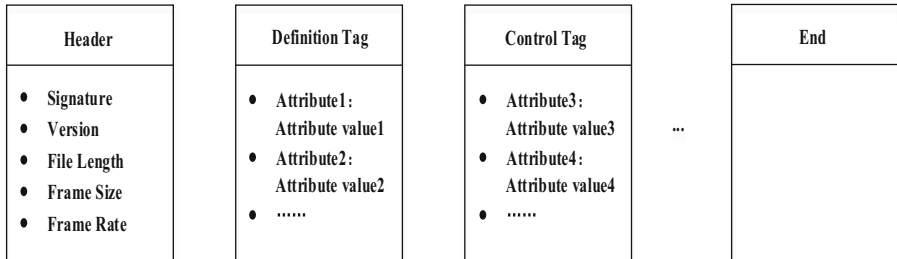 Header
• Signature
• Version
• File Length
• Frame Size
• Frame Rate
Definition Tag
• Attribute1:
Attribute value1
• Attribute2:
Attribute value2
• ......
Control Tag
• Attribute3:
Attribute value3
• Attribute4:
Attribute value4
• ......
...
End